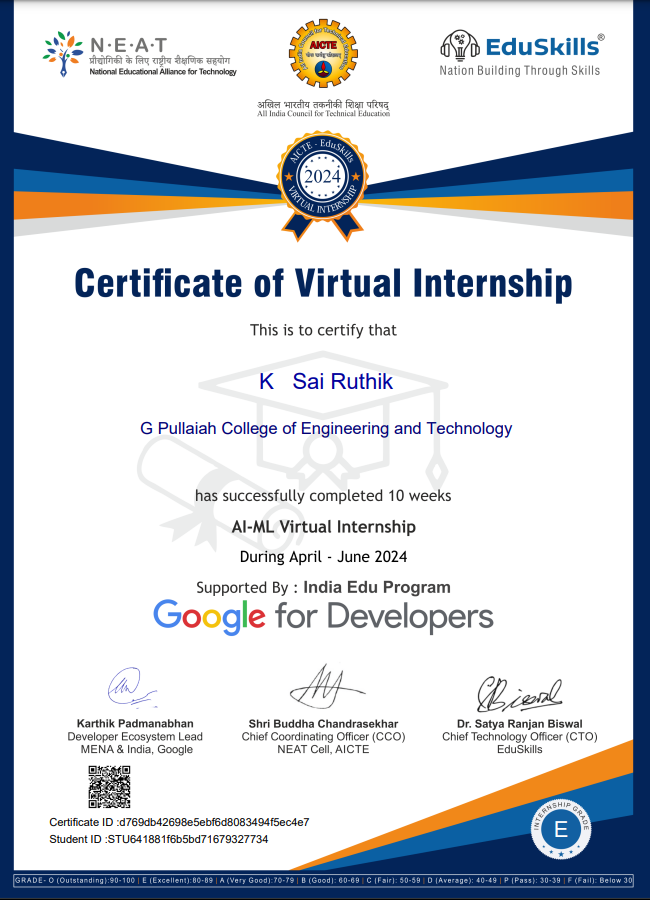 N·E·A·T
प्रौद्योगिकी के लिए राष्ट्रीय शैक्षणिक सहयोग
National Educational Alliance for Technology
AICTE
अखिल भारतीय तकनीकी शिक्षा परिषद्
All India Council for Technical Education
EduSkills®
Nation Building Through Skills
AICTE - EduSkills
2024
VIRTUAL INTERNSHIP
Certificate of Virtual Internship
This is to certify that
K Sai Ruthik
G Pullaiah College of Engineering and Technology
has successfully completed 10 weeks
AI-ML Virtual Internship
During April - June 2024
Supported By : India Edu Program
Google for Developers
Karthik Padmanabhan
Developer Ecosystem Lead
MENA & India, Google
Shri Buddha Chandrasekhar
Chief Coordinating Officer (CCO)
NEAT Cell, AICTE
Dr. Satya Ranjan Biswal
Chief Technology Officer (CTO)
EduSkills
Certificate ID :d769db42698e5ebf6d8083494f5ec4e7
Student ID :STU641881f6b5bd71679327734
INTERNSHIP GRADE
E
GRADE- O (Outstanding):90-100 | E (Excellent):80-89 | A (Very Good):70-79 | B (Good): 60-69 | C (Fair): 50-59 | D (Average): 40-49 | P (Pass): 30-39 | F (Fail): Below 30